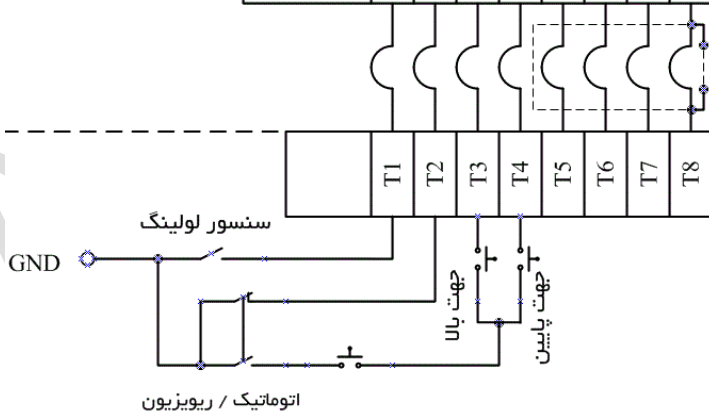 T1 T2 T3 T4 T5 T6 T7 T8
سنسور لولینگ
GND
جهت بالا
جهت پایین
اتوماتیک / ریویزیون